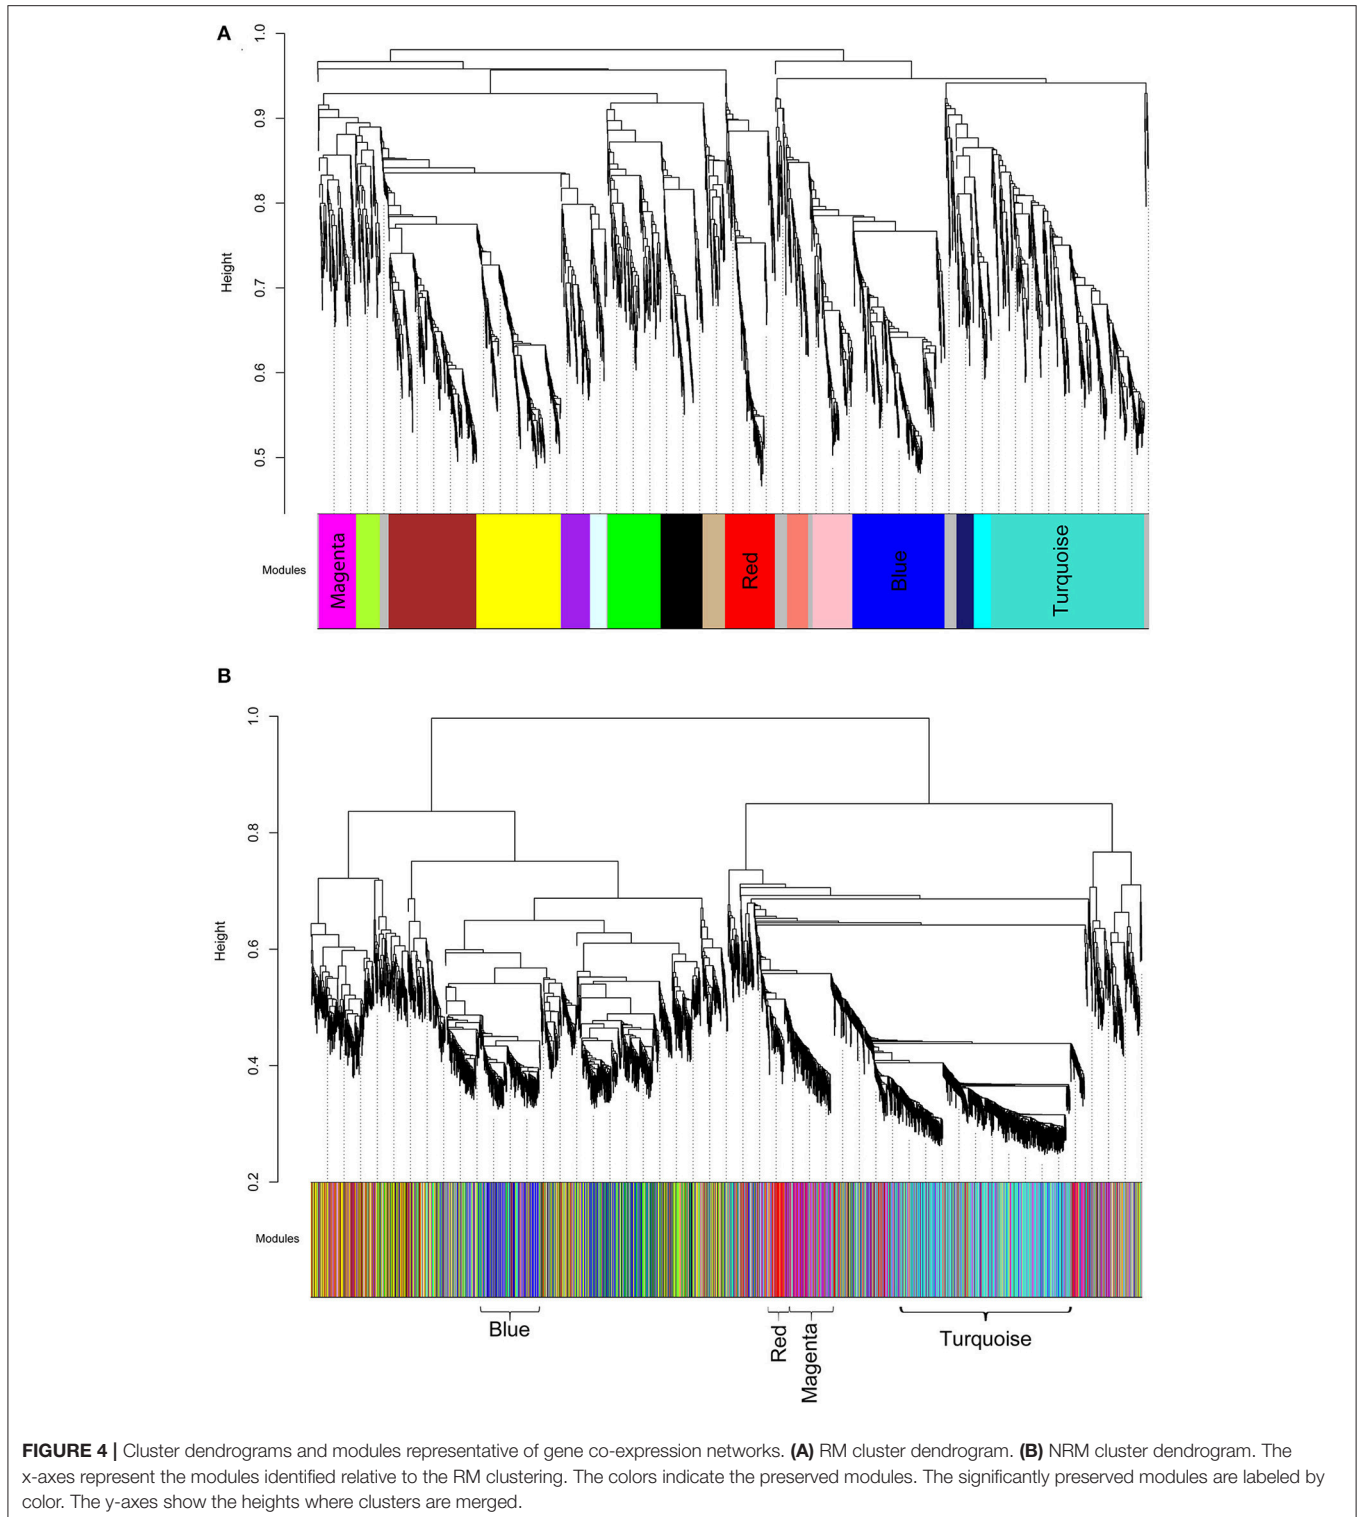 A
1.0
0.9
0.8
0.7
0.6
0.5
Height
Modules
Magenta
Red
Blue
Turquoise
B
1.0
0.8
0.6
0.4
0.2
Height
Modules
Blue
Red
Magenta
Turquoise
FIGURE 4 | Cluster dendrograms and modules representative of gene co-expression networks. (A) RM cluster dendrogram. (B) NRM cluster dendrogram. The
x-axes represent the modules identified relative to the RM clustering. The colors indicate the preserved modules. The significantly preserved modules are labeled by
color. The y-axes show the heights where clusters are merged.